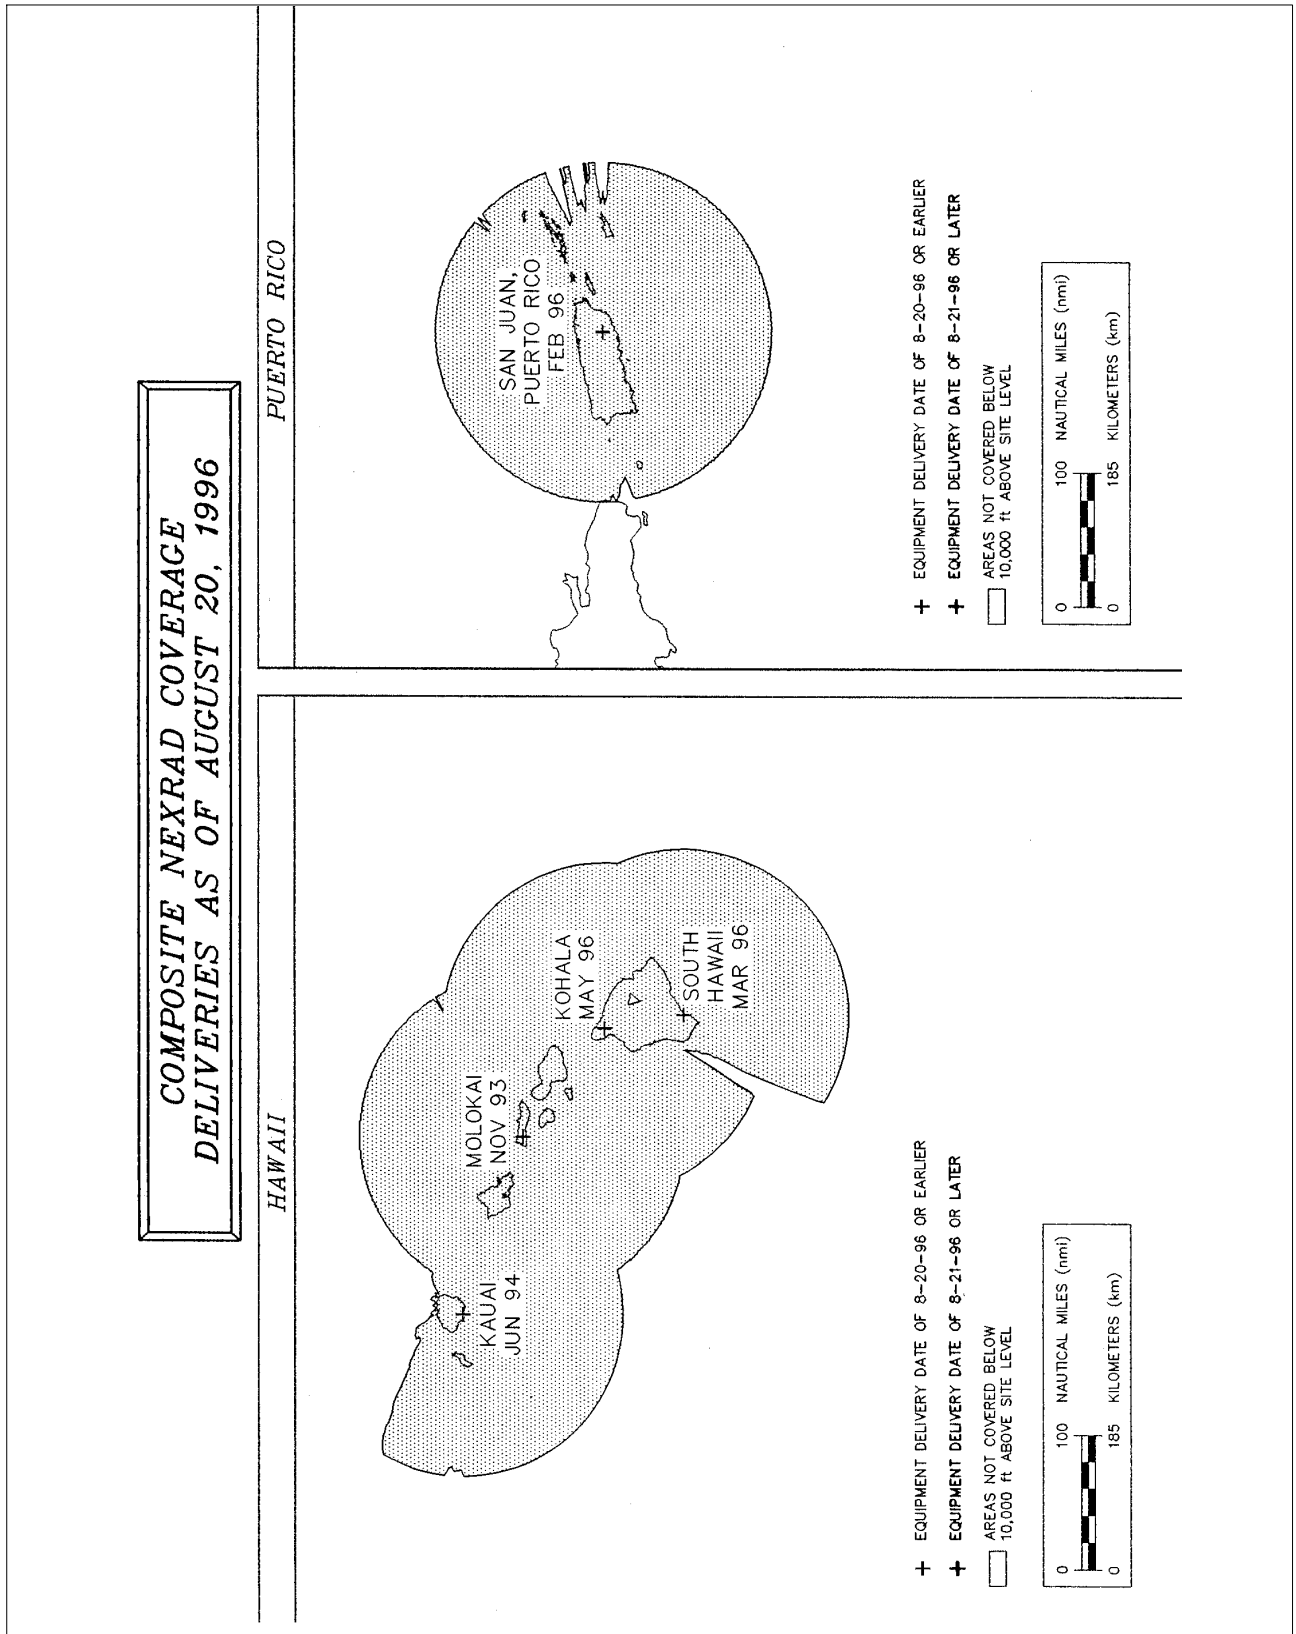 COMPOSITE NEXRAD COVERAGE
DELIVERIES AS OF AUGUST 20, 1996
HAWAII
KAUAI
JUN 94
MOLOKAI
NOV 93
KOHALA
MAY 96
SOUTH
HAWAII
MAR 96
+ EQUIPMENT DELIVERY DATE OF 8-20-96 OR EARLIER
+ EQUIPMENT DELIVERY DATE OF 8-21-96 OR LATER
AREAS NOT COVERED BELOW
10,000 ft ABOVE SITE LEVEL
0 100 NAUTICAL MILES (nmi)
0 185 KILOMETERS (km)
PUERTO RICO
SAN JUAN,
PUERTO RICO
FEB 96
+ EQUIPMENT DELIVERY DATE OF 8-20-96 OR EARLIER
+ EQUIPMENT DELIVERY DATE OF 8-21-96 OR LATER
AREAS NOT COVERED BELOW
10,000 ft ABOVE SITE LEVEL
0 100 NAUTICAL MILES (nmi)
0 185 KILOMETERS (km)